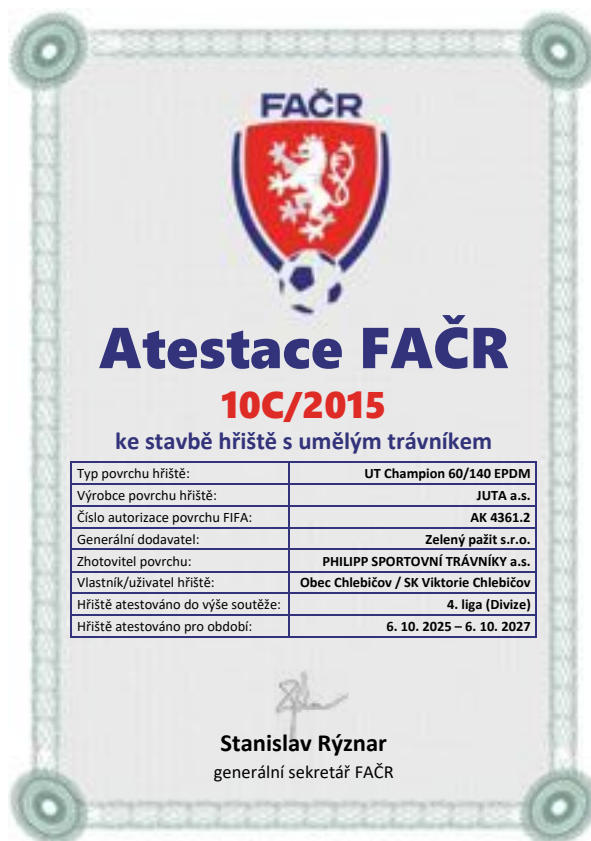 FAČR
Atestace FAČR
10C/2015
ke stavbě hřiště s umělým trávníkem
Typ povrchu hřiště: UT Champion 60/140 EPDM
Výrobce povrchu hřiště: JUTA a.s.
Číslo autorizace povrchu FIFA: AK 4361.2
Generální dodavatel: Zelený pažit s.r.o.
Zhotovitel povrchu: PHILIPP SPORTOVNÍ TRÁVNÍKY a.s.
Vlastník/uživatel hřiště: Obec Chlebičov / SK Viktorie Chlebičov
Hřiště atestováno do výše soutěže: 4. liga (Divize)
Hřiště atestováno pro období: 6. 10. 2025 – 6. 10. 2027
Stanislav Rýznar
generální sekretář FAČR